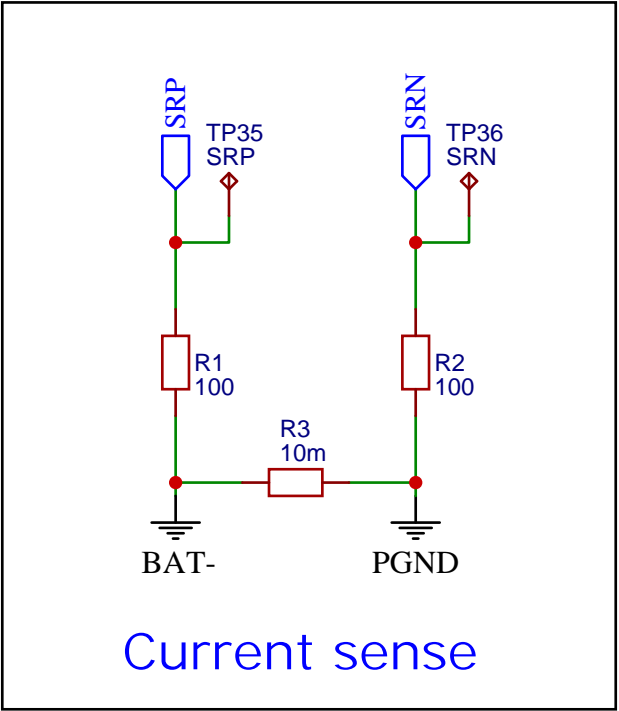 SRP
TP35
SRP
SRN
TP36
SRN
R1
100
R2
100
R3
10m
BAT-
PGND
Current sense